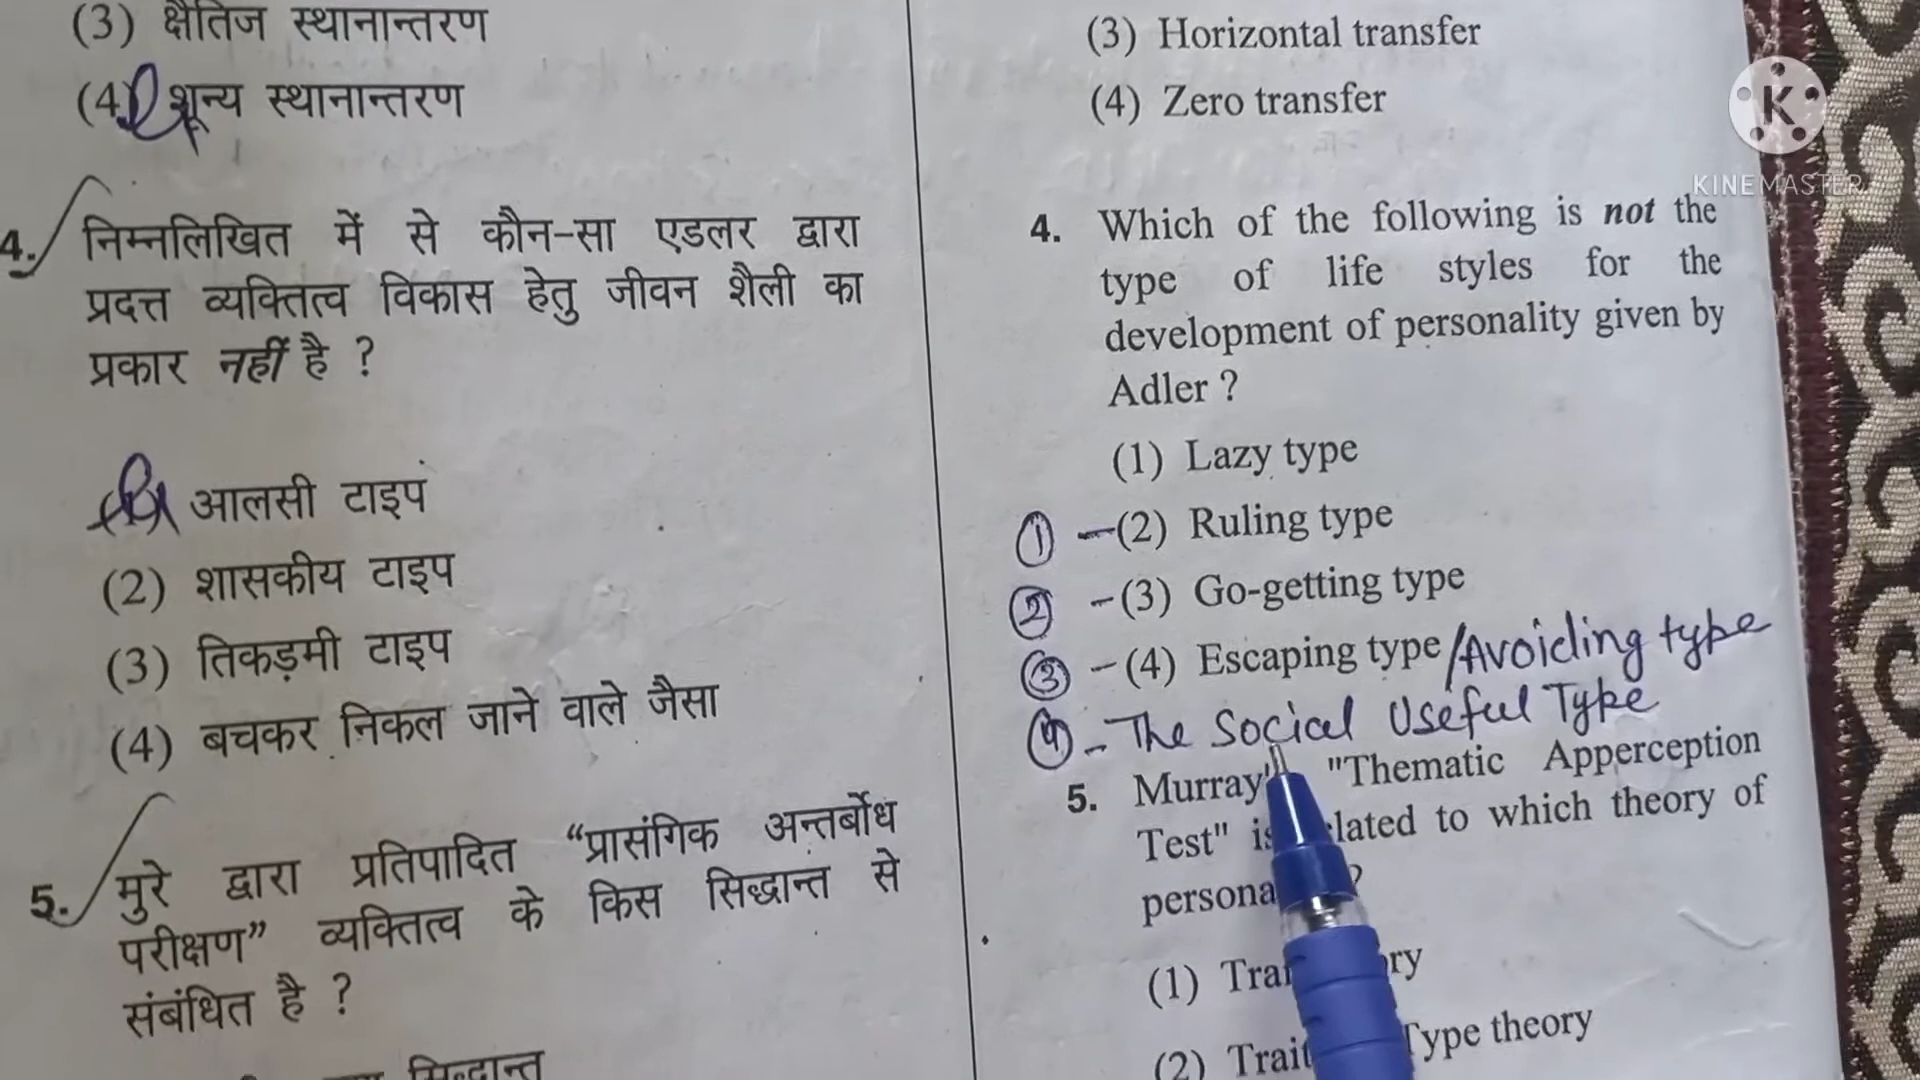 (3) क्षैतिज स्थानान्तरण
(4) शून्य स्थानान्तरण
4. निम्नलिखित में से कौन-सा एडलर द्वारा
प्रदत्त व्यक्तित्व विकास हेतु जीवन शैली का
प्रकार नहीं है ?
आलसी टाइप
(2) शासकीय टाइप
(3) तिकड़मी टाइप
(4) बचकर निकल जाने वाले जैसा
5. मुरे द्वारा प्रतिपादित “प्रासंगिक अन्तर्बोध
परीक्षण” व्यक्तित्व के किस सिद्धान्त से
संबंधित है ?
सिद्धान्त
(3) Horizontal transfer
(4) Zero transfer
4. Which of the following is not the
type of life styles for the
development of personality given by
Adler ?
(1) Lazy type
① –(2) Ruling type
② –(3) Go-getting type
③ –(4) Escaping type/Avoiding type
④ – The Social Useful Type
5. Murray' "Thematic Apperception
Test" lated to which theory of
persona ?
(1) Trai ry
(2) Trait Type theory
K
KINEMASTER